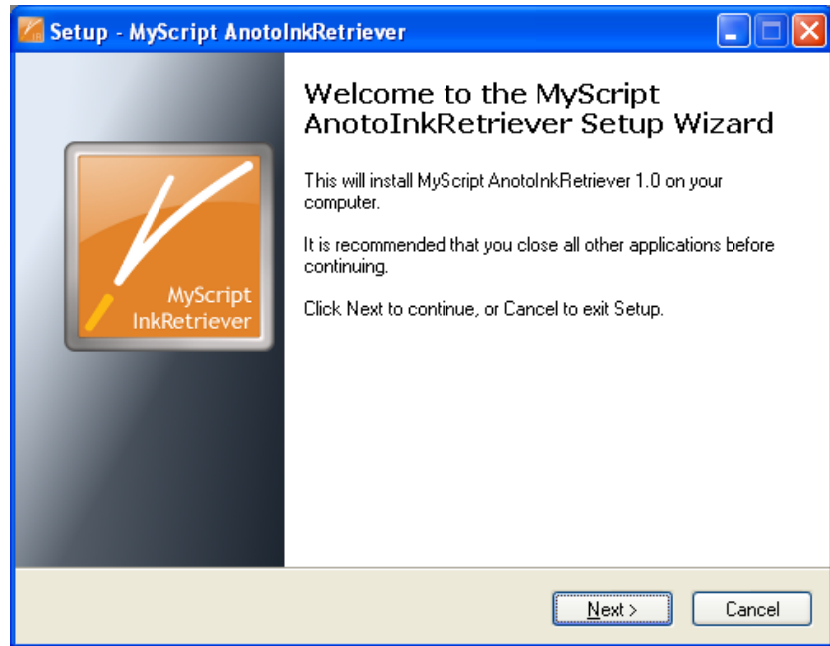 Setup - MyScript AnotoInkRetriever
Welcome to the MyScript
AnotoInkRetriever Setup Wizard
This will install MyScript AnotoInkRetriever 1.0 on your
computer.
It is recommended that you close all other applications before
continuing.
Click Next to continue, or Cancel to exit Setup.
MyScript
InkRetriever
Next >
Cancel